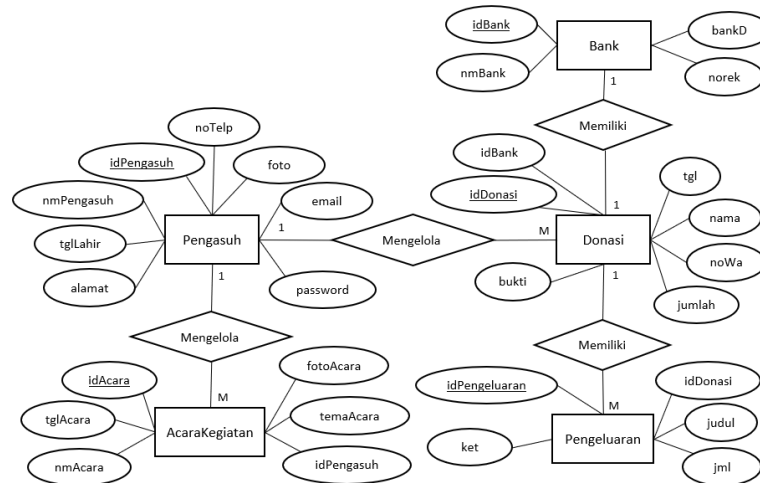 idBank
Bank
bankD
nmBank
norek
1
Memiliki
noTelp
idPengasuh
foto
idBank
tgl
nmPengasuh
email
idDonasi
1
nama
tglLahir
Pengasuh
1
Mengelola
M
Donasi
noWa
alamat
1
password
bukti
1
jumlah
Mengelola
Memiliki
idAcara
fotoAcara
idPengeluaran
idDonasi
tglAcara
M
temaAcara
M
judul
AcaraKegiatan
ket
Pengeluaran
nmAcara
idPengasuh
jml